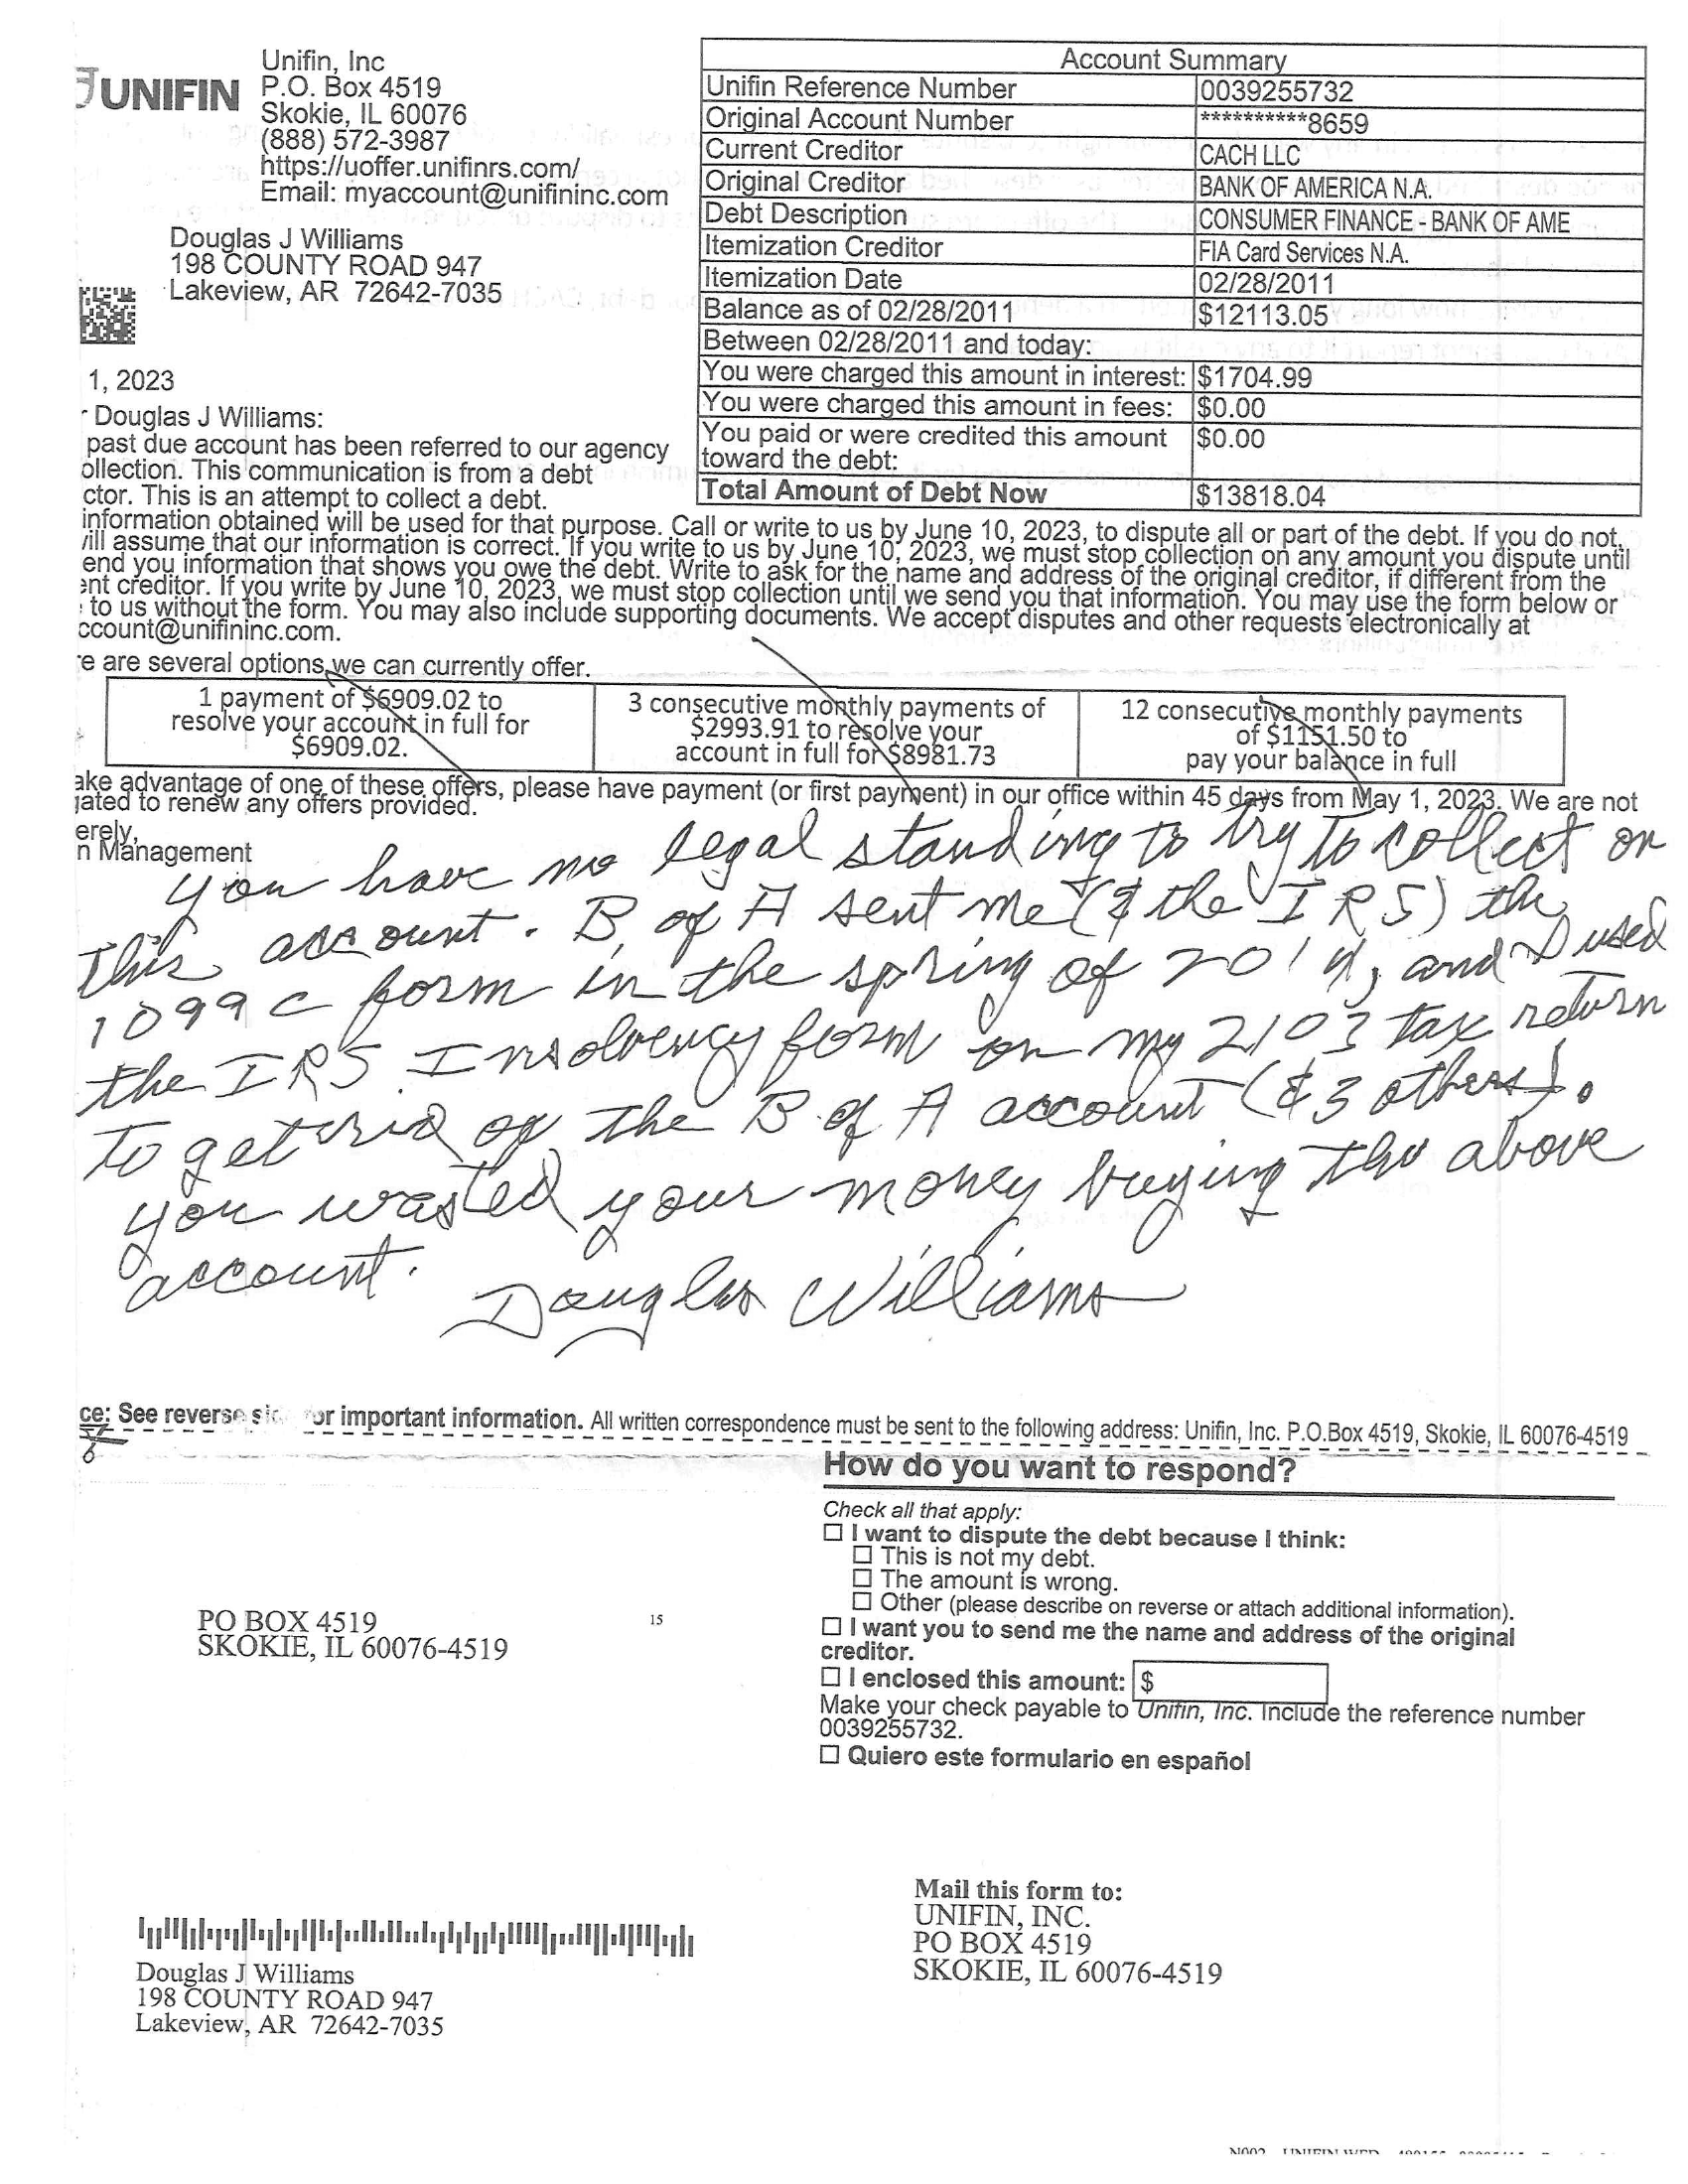 UNIFIN
Unifin, Inc
P.O. Box 4519
Skokie, IL 60076
(888) 572-3987
https://uoffer.unifinrs.com/
Email: myaccount@unifininc.com
Douglas J Williams
198 COUNTY ROAD 947
Lakeview, AR 72642-7035
Account Summary
Unifin Reference Number 0039255732
Original Account Number **********8659
Current Creditor CACH LLC
Original Creditor BANK OF AMERICA N.A.
Debt Description CONSUMER FINANCE - BANK OF AME
Itemization Creditor FIA Card Services N.A.
Itemization Date 02/28/2011
Balance as of 02/28/2011 $12113.05
Between 02/28/2011 and today:
You were charged this amount in interest: $1704.99
You were charged this amount in fees: $0.00
You paid or were credited this amount $0.00
toward the debt:
Total Amount of Debt Now $13818.04
1, 2023
r Douglas J Williams:
past due account has been referred to our agency
ollection. This communication is from a debt
ctor. This is an attempt to collect a debt.
information obtained will be used for that purpose. Call or write to us by June 10, 2023, to dispute all or part of the debt. If you do not,
ill assume that our information is correct. If you write to us by June 10, 2023, we must stop collection on any amount you dispute until
end you information that shows you owe the debt. Write to ask for the name and address of the original creditor, if different from the
ent creditor. If you write by June 10, 2023, we must stop collection until we send you that information. You may use the form below or
to us without the form. You may also include supporting documents. We accept disputes and other requests electronically at
ccount@unifininc.com.
re are several options we can currently offer.
1 payment of $6909.02 to
resolve your account in full for
$6909.02.
3 consecutive monthly payments of
$2993.91 to resolve your
account in full for $8981.73
12 consecutive monthly payments
of $1151.50 to
pay your balance in full
ake advantage of one of these offers, please have payment (or first payment) in our office within 45 days from May 1, 2023. We are not
gated to renew any offers provided.
erely,
n Management
you have no legal standing to try to collect on
this account. B of A sent me (& the IRS) the
1099 C form in the spring of 2014, and I used
the IRS Insolvency form on my 2103 tax return
to get rid of the B of A account (& 3 others).
you wasted your money buying the above
account. Douglas Williams
ce: See reverse si or important information. All written correspondence must be sent to the following address: Unifin, Inc. P.O.Box 4519, Skokie, IL 60076-4519
6
How do you want to respond?
Check all that apply:
☐ I want to dispute the debt because I think:
☐ This is not my debt.
☐ The amount is wrong.
☐ Other (please describe on reverse or attach additional information).
☐ I want you to send me the name and address of the original
creditor.
☐ I enclosed this amount: $
Make your check payable to Unifin, Inc. Include the reference number
0039255732.
☐ Quiero este formulario en español
PO BOX 4519
SKOKIE, IL 60076-4519
15
Mail this form to:
UNIFIN, INC.
PO BOX 4519
SKOKIE, IL 60076-4519
Douglas J Williams
198 COUNTY ROAD 947
Lakeview, AR 72642-7035